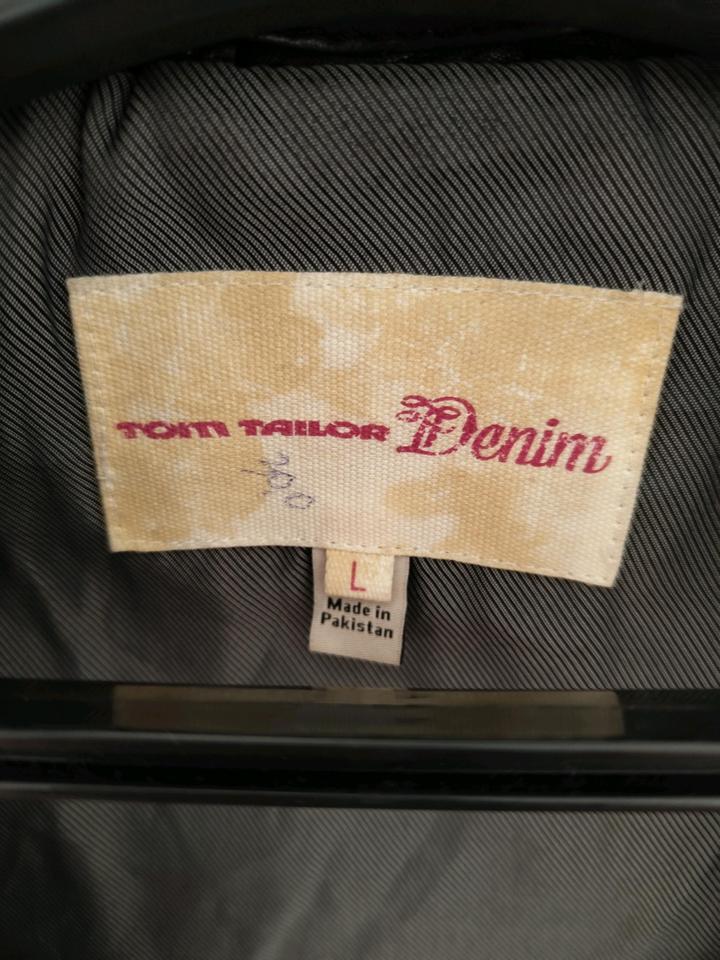 TOM TAILOR Denim
L
Made in
Pakistan